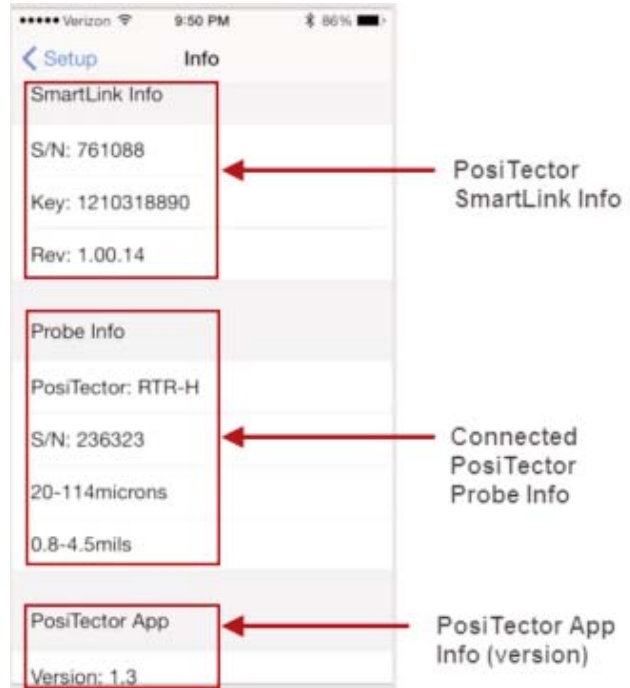 Verizon 9:50 PM 86%
Setup Info
SmartLink Info
S/N: 761088
Key: 1210318890
Rev: 1.00.14
PosiTector
SmartLink Info
Probe Info
PosiTector: RTR-H
S/N: 236323
20-114microns
0.8-4.5mils
Connected
PosiTector
Probe Info
PosiTector App
Version: 1.3
PosiTector App
Info (version)